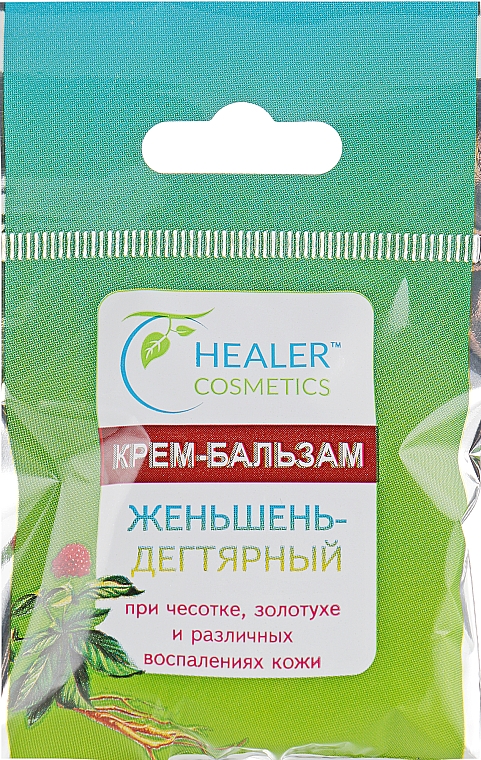 HEALER™
COSMETICS
КРЕМ-БАЛЬЗАМ
ЖЕНЬШЕНЬ-
ДЕГТЯРНЫЙ
при чесотке, золотухе
и различных
воспалениях кожи